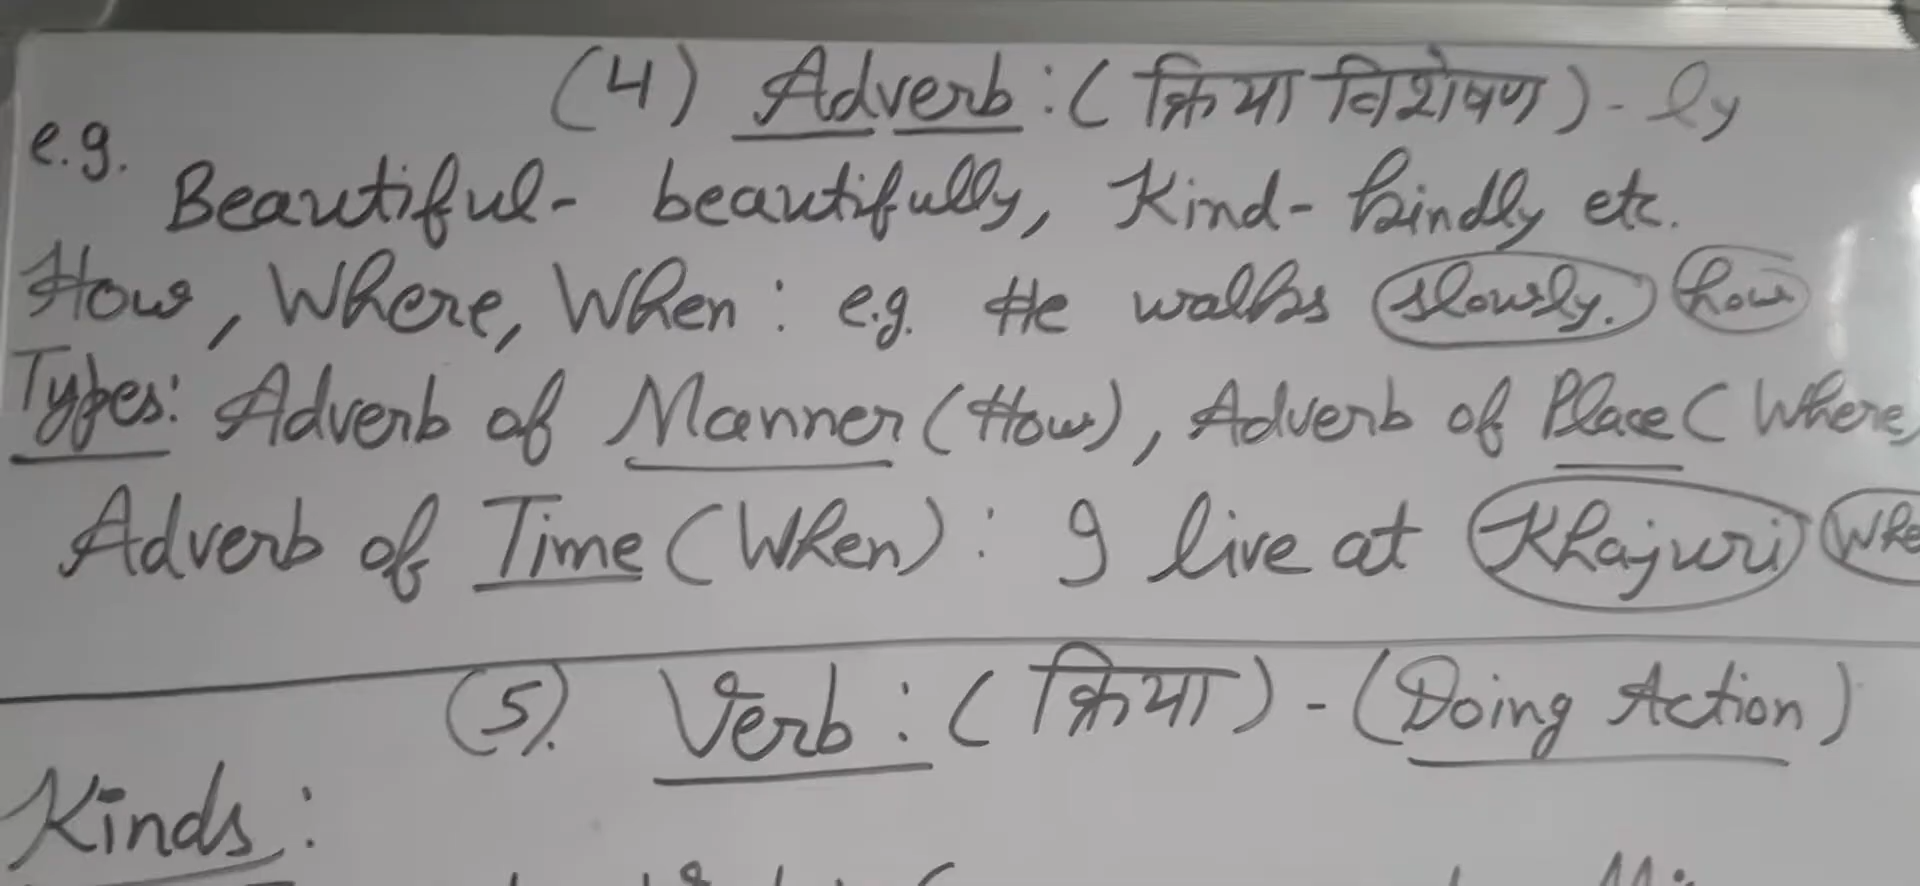 (4) Adverb : (क्रिया विशेषण) - ly
e.g.
Beautiful - beautifully, Kind - kindly etc.
How, Where, When : e.g. He walks slowly. how
Types: Adverb of Manner (How), Adverb of Place (Where,
Adverb of Time (When) : I live at Khajuri Whe
(5). Verb : (क्रिया) - (Doing Action)
Kinds :